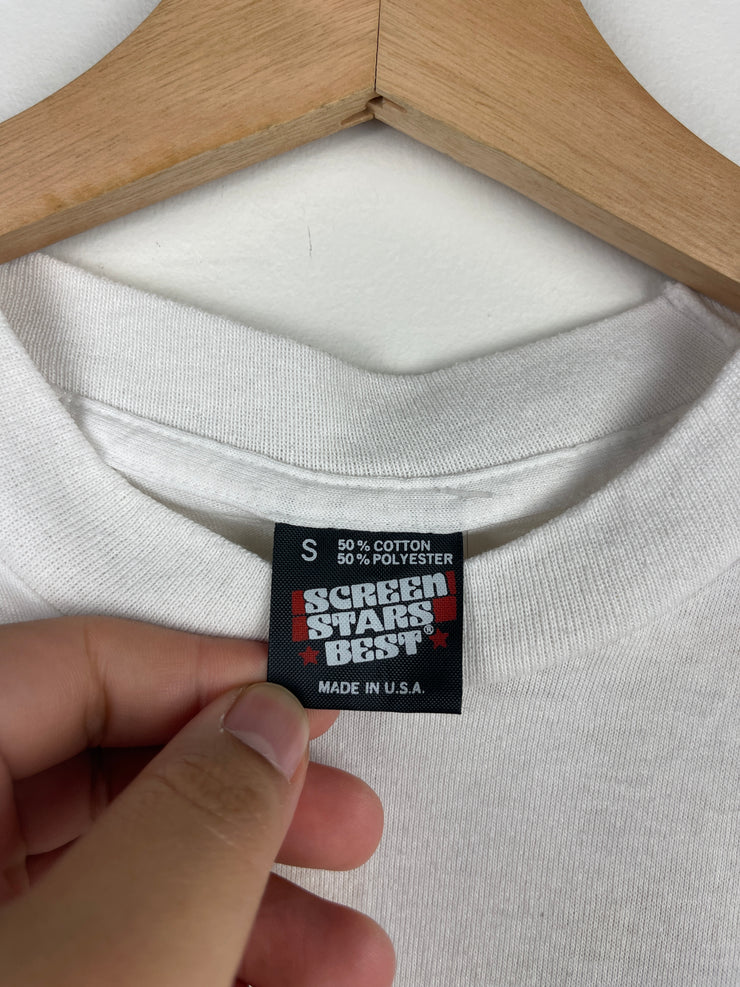 S
50% COTTON
50% POLYESTER
SCREEN
STARS
BEST®
MADE IN U.S.A.